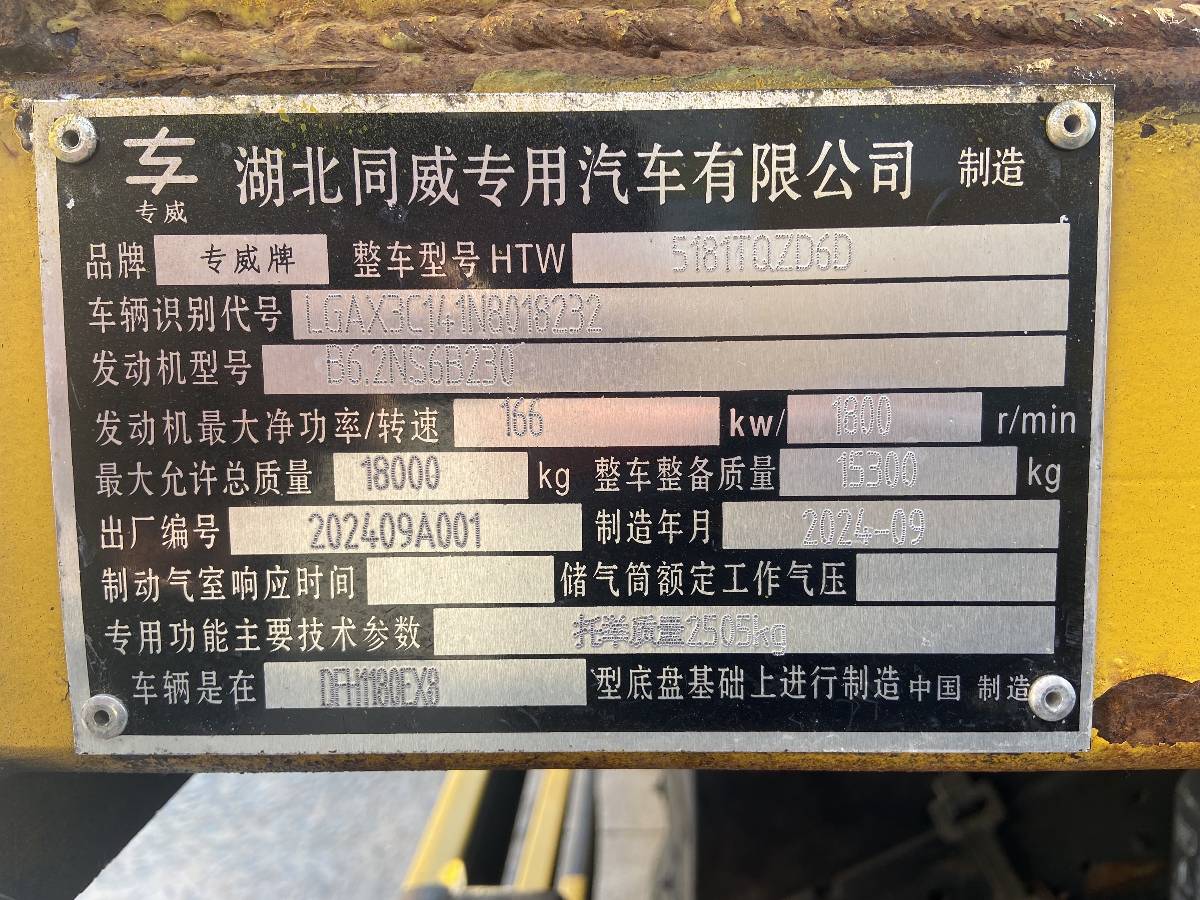 专威
湖北同威专用汽车有限公司 制造
品牌 专威牌 整车型号 HTW 5181TQZD6D
车辆识别代号 LGAX3C141N8018232
发动机型号 B6.2NS6B230
发动机最大净功率/转速 166 kw/ 1800 r/min
最大允许总质量 18000 kg 整车整备质量 15300 kg
出厂编号 202409A001 制造年月 2024-09
制动气室响应时间 储气筒额定工作气压
专用功能主要技术参数 托举质量2505kg
车辆是在 DFH1180EX8 型底盘基础上进行制造 中国 制造